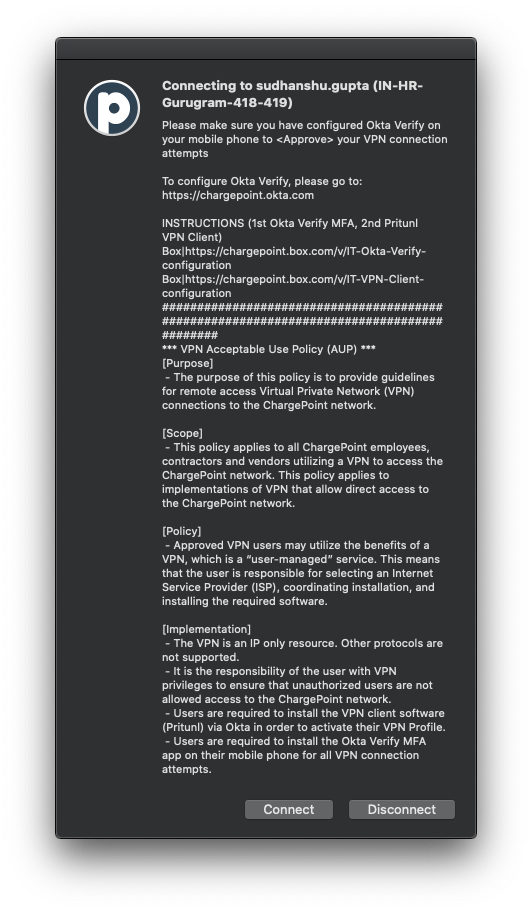 Connecting to sudhanshu.gupta (IN-HR-
Gurugram-418-419)
Please make sure you have configured Okta Verify on
your mobile phone to <Approve> your VPN connection
attempts
To configure Okta Verify, please go to:
https://chargepoint.okta.com
INSTRUCTIONS (1st Okta Verify MFA, 2nd Pritunl
VPN Client)
Box|https://chargepoint.box.com/v/IT-Okta-Verify-
configuration
Box|https://chargepoint.box.com/v/IT-VPN-Client-
configuration
########################################
########################################
########
*** VPN Acceptable Use Policy (AUP) ***
[Purpose]
- The purpose of this policy is to provide guidelines
for remote access Virtual Private Network (VPN)
connections to the ChargePoint network.
[Scope]
- This policy applies to all ChargePoint employees,
contractors and vendors utilizing a VPN to access the
ChargePoint network. This policy applies to
implementations of VPN that allow direct access to
the ChargePoint network.
[Policy]
- Approved VPN users may utilize the benefits of a
VPN, which is a “user-managed” service. This means
that the user is responsible for selecting an Internet
Service Provider (ISP), coordinating installation, and
installing the required software.
[Implementation]
- The VPN is an IP only resource. Other protocols are
not supported.
- It is the responsibility of the user with VPN
privileges to ensure that unauthorized users are not
allowed access to the ChargePoint network.
- Users are required to install the VPN client software
(Pritunl) via Okta in order to activate their VPN Profile.
- Users are required to install the Okta Verify MFA
app on their mobile phone for all VPN connection
attempts.
Connect
Disconnect